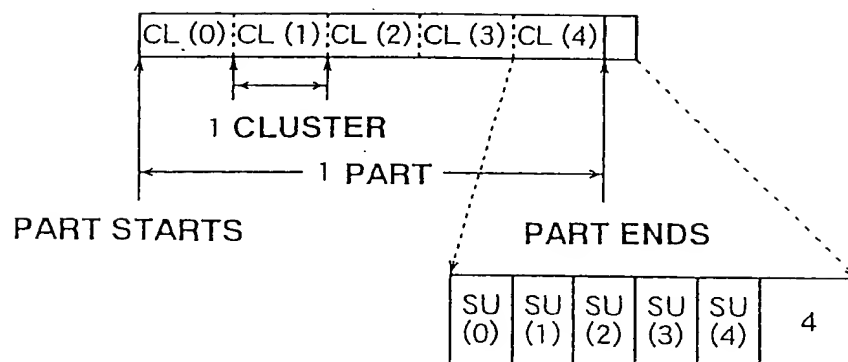 CL (0) CL (1) CL (2) CL (3) CL (4)
1 CLUSTER
1 PART
PART STARTS
PART ENDS
SU (0) SU (1) SU (2) SU (3) SU (4) 4